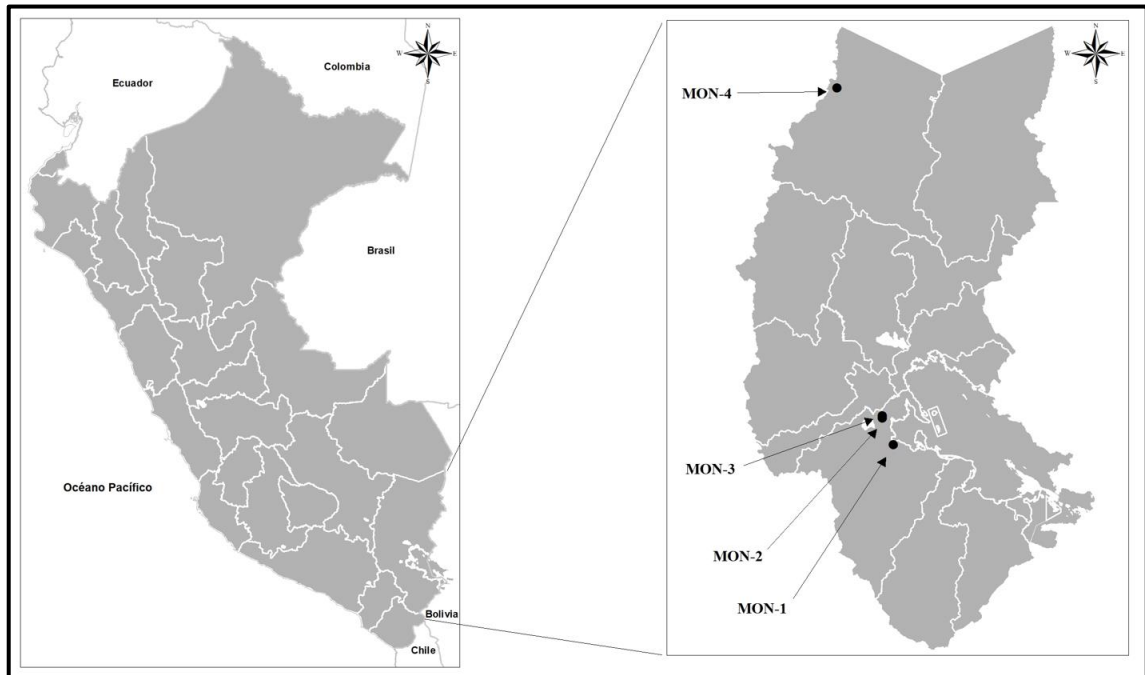 N
W
E
S
Ecuador
Colombia
Brasil
Océano Pacífico
Bolivia
Chile
N
W
E
S
MON-4
MON-3
MON-2
MON-1